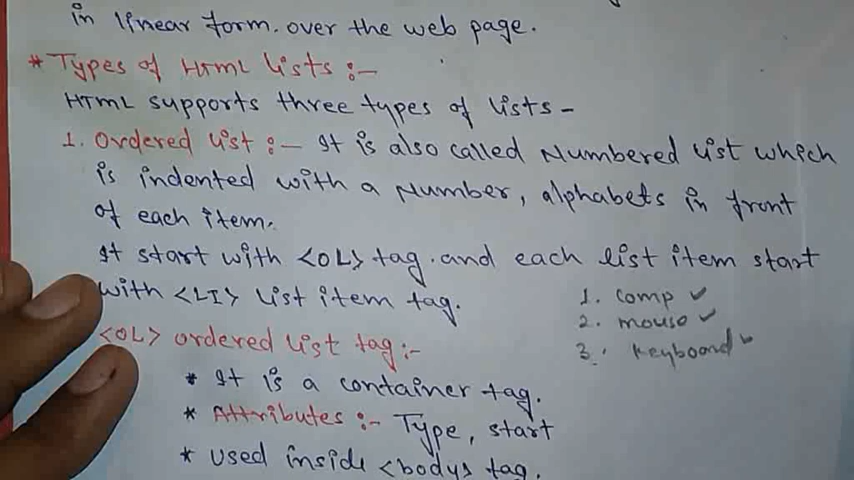 in linear form. over the web page.
* Types of HTML lists :-
HTML supports three types of lists -
1. Ordered list :- It is also called Numbered list which
is indented with a Number, alphabets in front
of each item.
It start with <OL> tag. and each list item start
with <LI> list item tag.
1. comp ✓
2. mouse ✓
3. keyboard ✓
<OL> ordered list tag :-
* It is a container tag.
* Attributes :- Type, start
* used inside <body> tag.